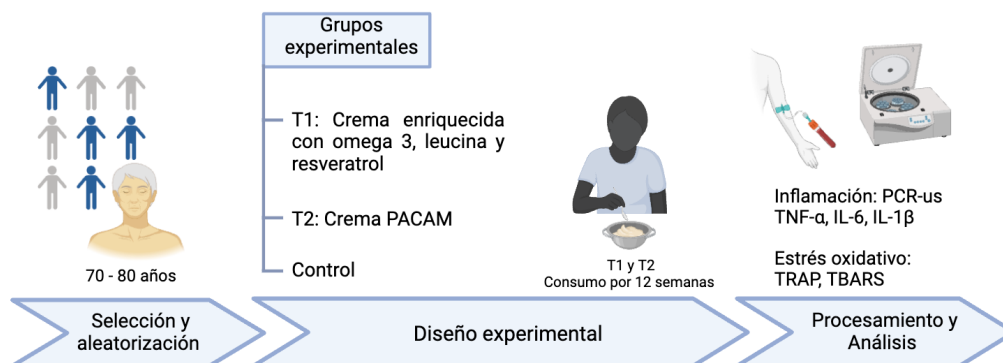 Grupos
experimentales
T1: Crema enriquecida
con omega 3, leucina y
resveratrol
T2: Crema PACAM
Control
70 - 80 años
T1 y T2
Consumo por 12 semanas
Inflamación: PCR-us
TNF-α, IL-6, IL-1β
Estrés oxidativo:
TRAP, TBARS
Selección y
aleatorización
Diseño experimental
Procesamiento y
Análisis